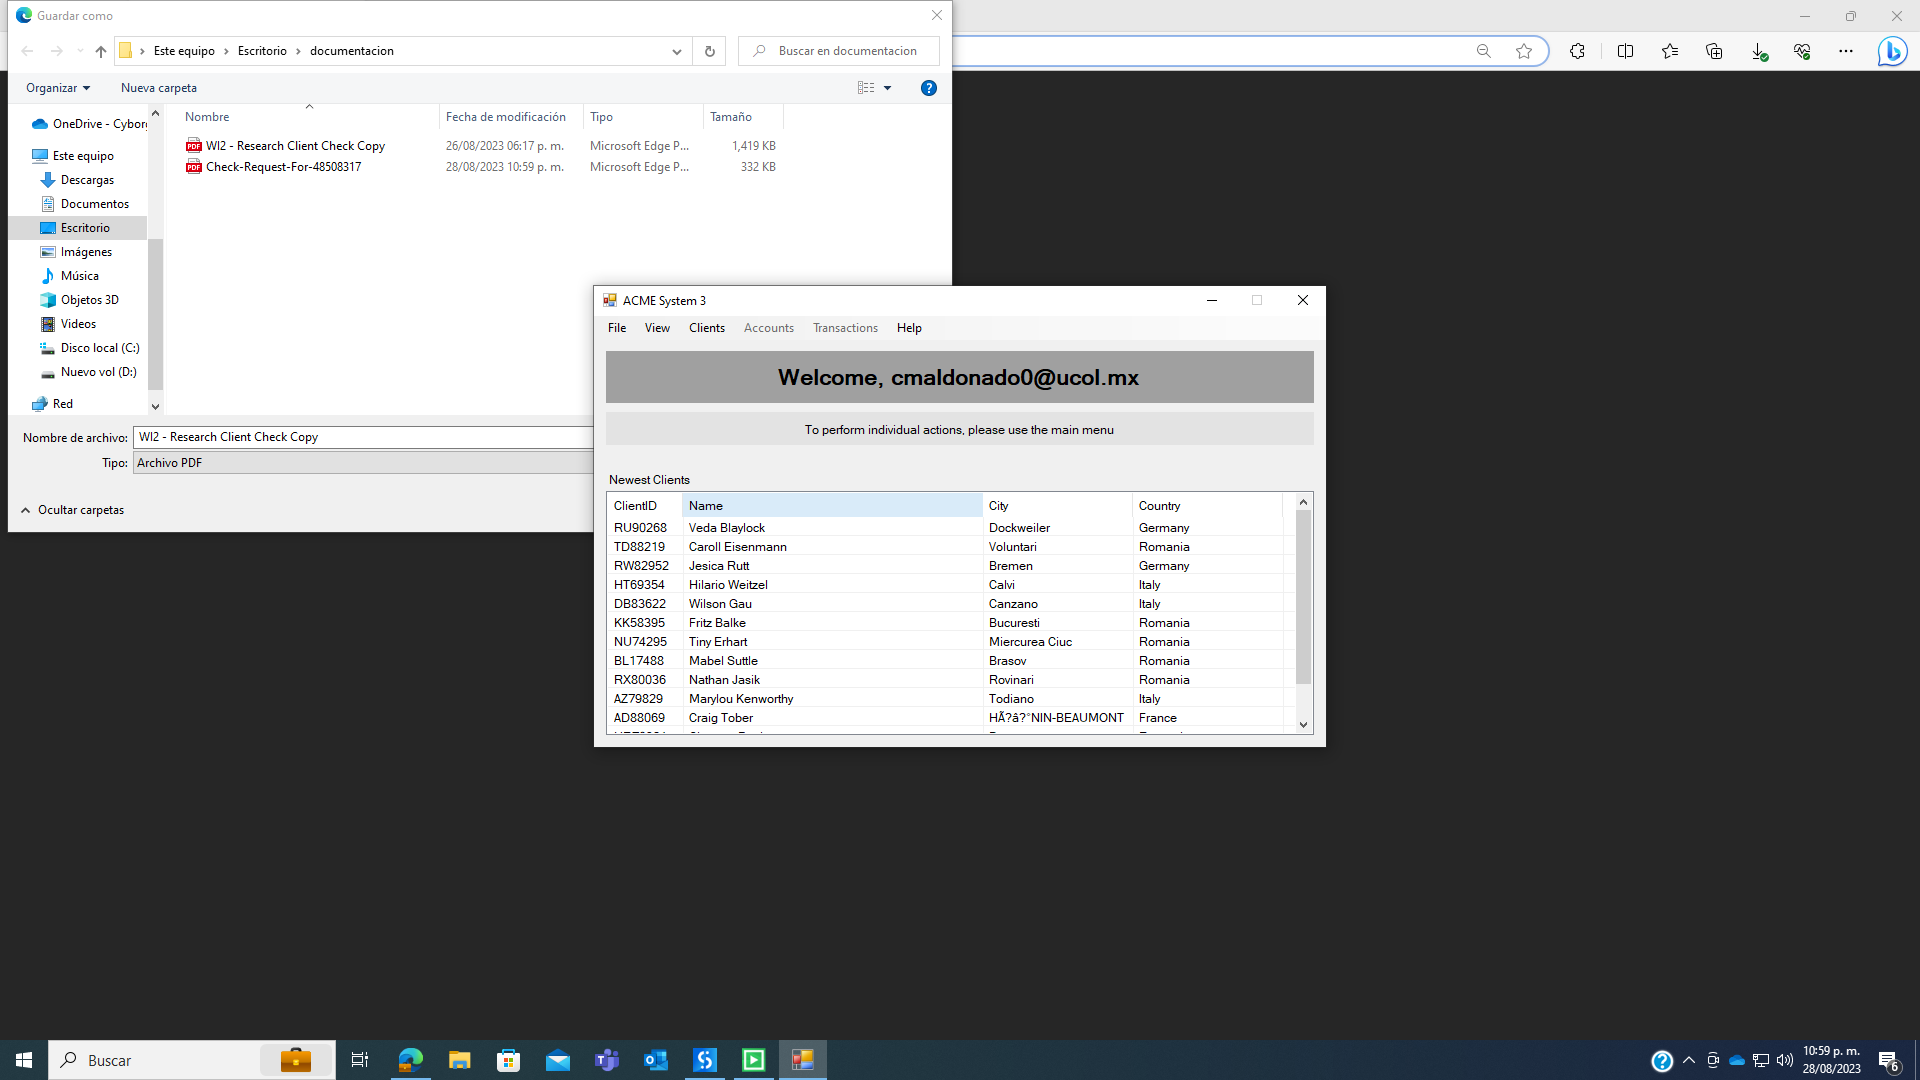 Guardar como
Este equipo
Escritorio
documentacion
Buscar en documentacion
Organizar
Nueva carpeta
OneDrive - Cyborg
Este equipo
Descargas
Documentos
Escritorio
Imágenes
Música
Objetos 3D
Videos
Disco local (C:)
Nuevo vol (D:)
Red
Nombre
Fecha de modificación
Tipo
Tamaño
WI2 - Research Client Check Copy
26/08/2023 06:17 p. m.
Microsoft Edge P...
1,419 KB
Check-Request-For-48508317
28/08/2023 10:59 p. m.
Microsoft Edge P...
332 KB
Nombre de archivo:
WI2 - Research Client Check Copy
Tipo:
Archivo PDF
Ocultar carpetas
ACME System 3
File View Clients Accounts Transactions Help
Welcome, cmaldonado0@ucol.mx
To perform individual actions, please use the main menu
Newest Clients
ClientID Name City Country
RU90268 Veda Blaylock Dockweiler Germany
TD88219 Caroll Eisenmann Voluntari Romania
RW82952 Jesica Rutt Bremen Germany
HT69354 Hilario Weitzel Calvi Italy
DB83622 Wilson Gau Canzano Italy
KK58395 Fritz Balke Bucuresti Romania
NU74295 Tiny Erhart Miercurea Ciuc Romania
BL17488 Mabel Suttle Brasov Romania
RX80036 Nathan Jasik Rovinari Romania
AZ79829 Marylou Kenworthy Todiano Italy
AD88069 Craig Tober HÃ?â?°NIN-BEAUMONT France
Buscar
10:59 p. m.
28/08/2023
6